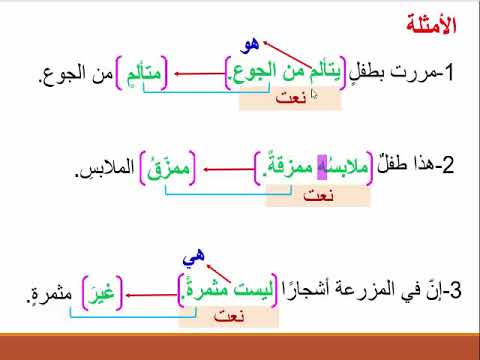 الأمثلة
هو
1-مررت بطفلٍ (يتألم من الجوع.) (متألمٍ) من الجوع.
نعت
2-هذا طفلٌ (ملابسُه ممزقةٌ.) (ممزّقُ) الملابسِ.
نعت
هي
3-إنّ في المزرعة أشجارًا (ليست مثمرةً.) (غيرَ) مثمرةٍ.
نعت